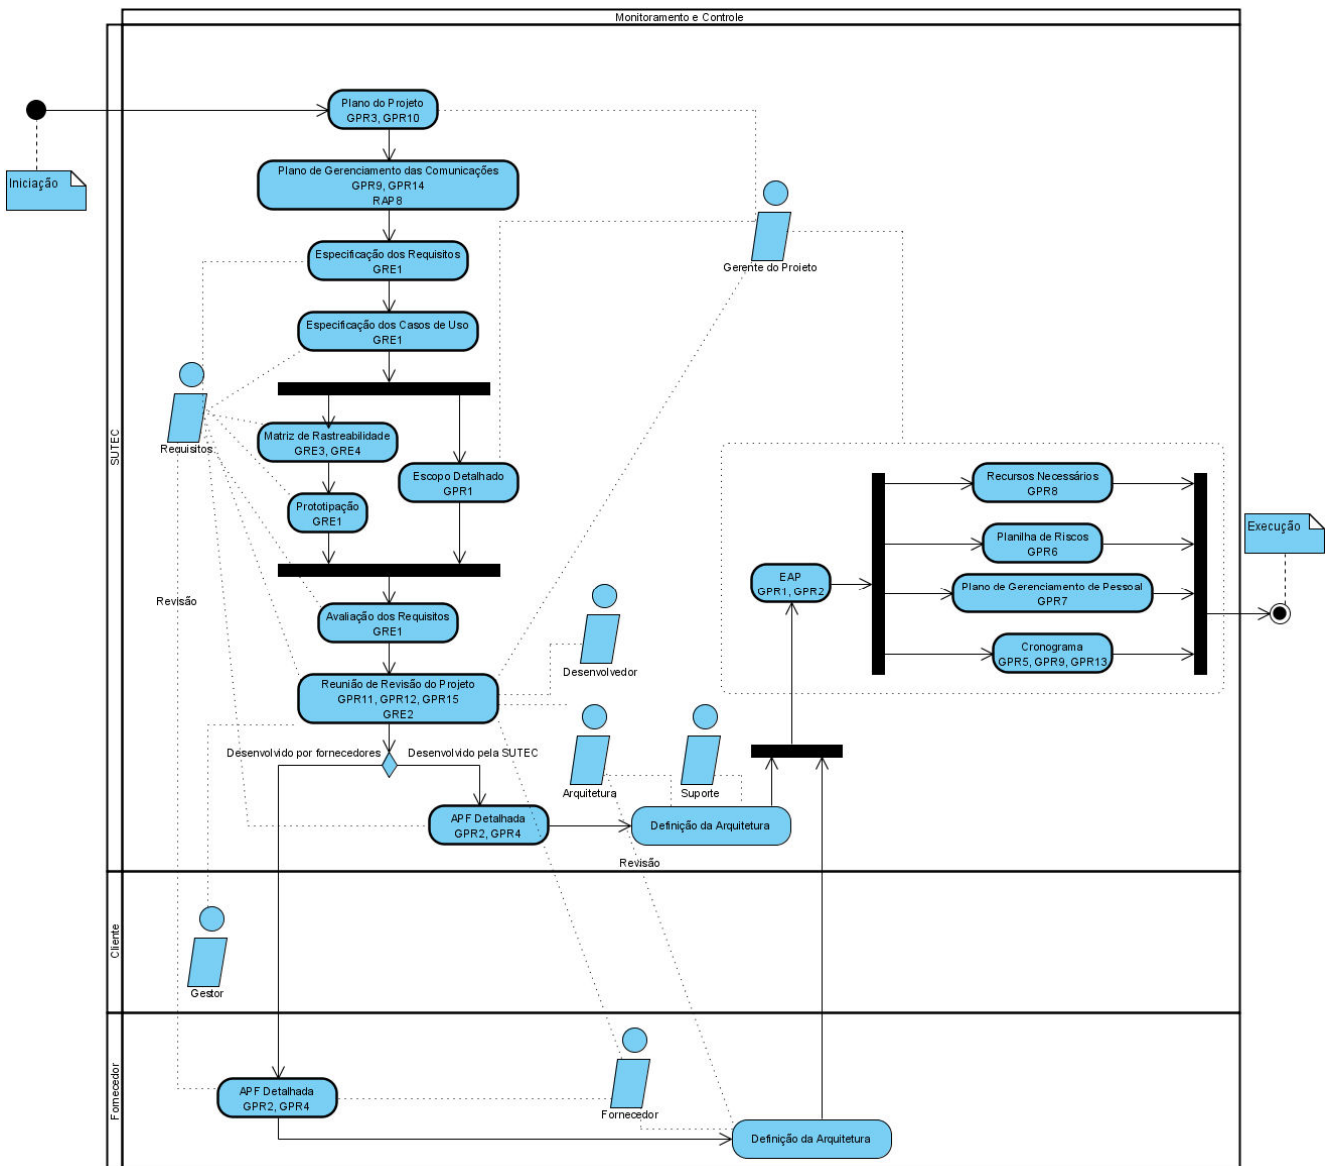 Monitoramento e Controle
SUTEC
Iniciação
Plano do Projeto
GPR3, GPR10
Plano de Gerenciamento das Comunicações
GPR9, GPR14
RAP8
Gerente do Projeto
Especificação dos Requisitos
GRE1
Especificação dos Casos de Uso
GRE1
Requisitos
Matriz de Rastreabilidade
GRE3, GRE4
Escopo Detalhado
GPR1
Prototipação
GRE1
Recursos Necessários
GPR8
Planilha de Riscos
GPR6
Execução
EAP
GPR1, GPR2
Plano de Gerenciamento de Pessoal
GPR7
Cronograma
GPR5, GPR9, GPR13
Revisão
Avaliação dos Requisitos
GRE1
Desenvolvedor
Reunião de Revisão do Projeto
GPR11, GPR12, GPR15
GRE2
Desenvolvido por fornecedores
Desenvolvido pela SUTEC
Arquitetura
Suporte
APF Detalhada
GPR2, GPR4
Definição da Arquitetura
Revisão
Cliente
Gestor
Fornecedor
APF Detalhada
GPR2, GPR4
Fornecedor
Definição da Arquitetura